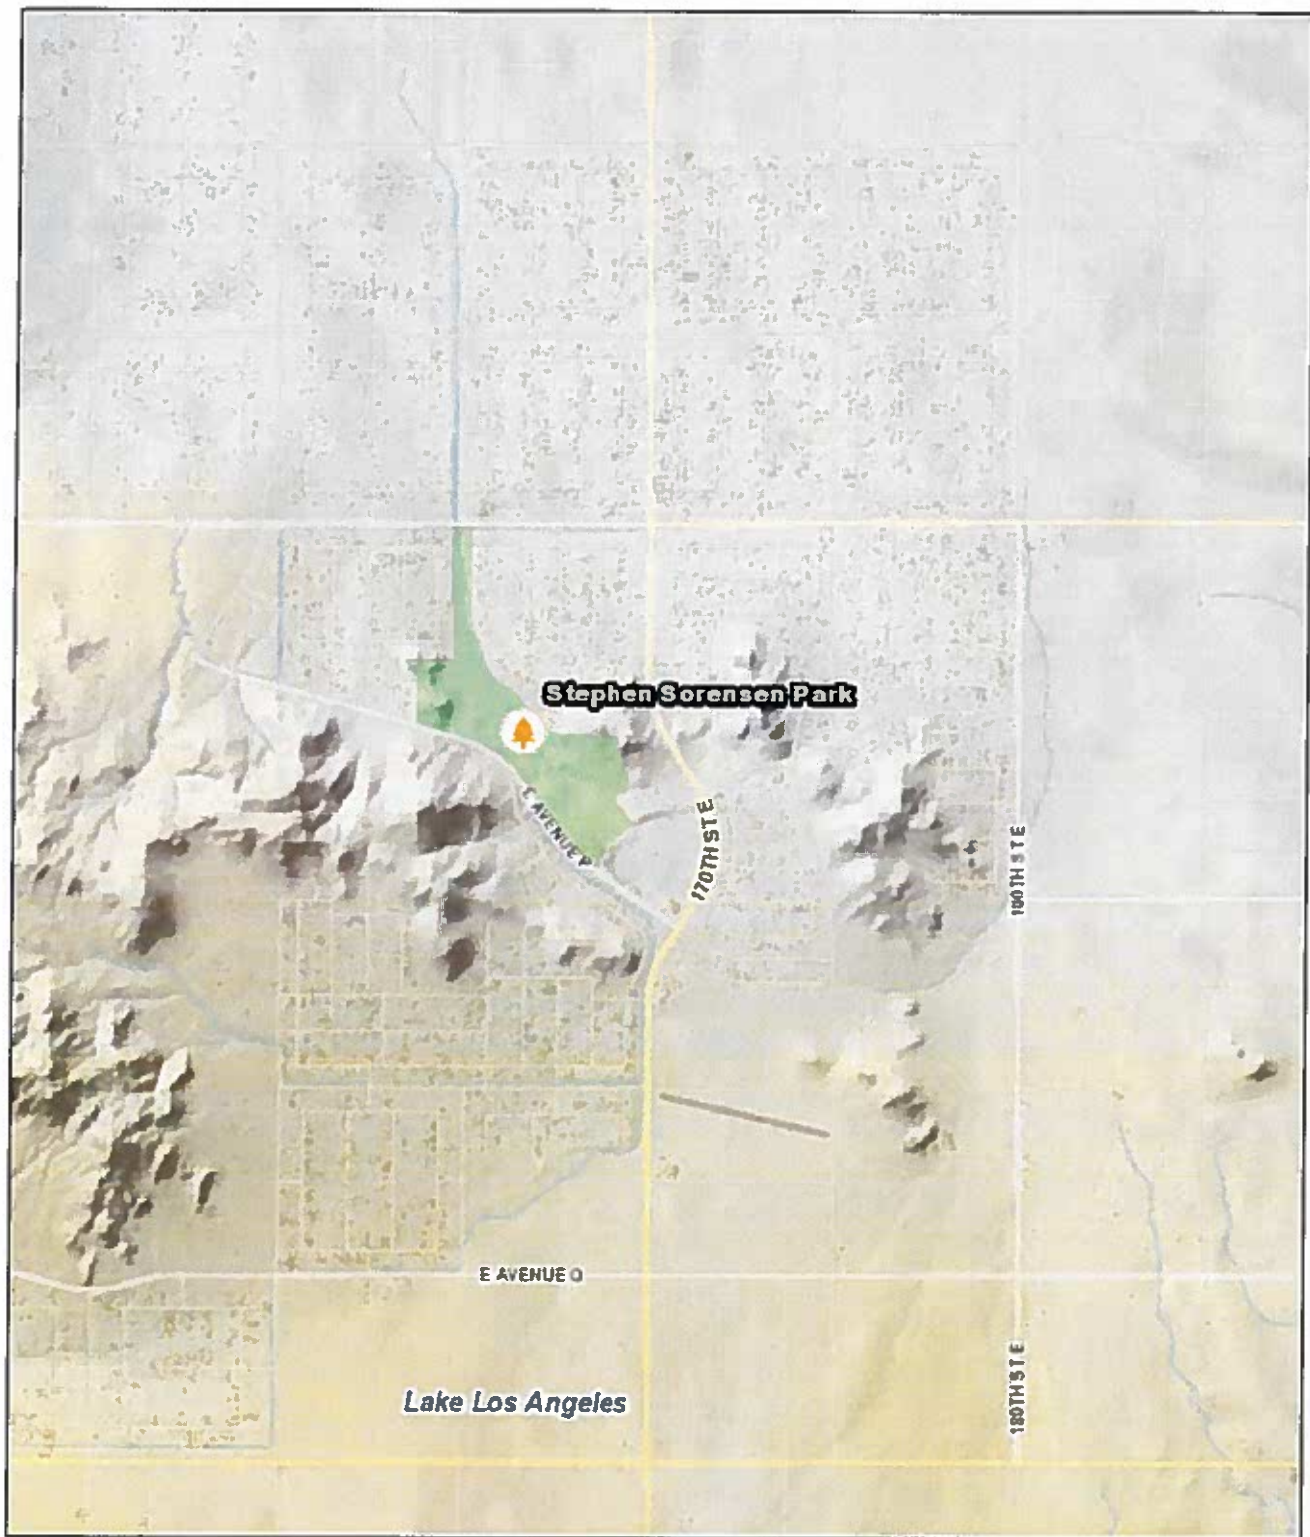 Stephen Sorensen Park
E AVENUE P
170TH ST E
180TH ST E
E AVENUE Q
180TH ST E
Lake Los Angeles